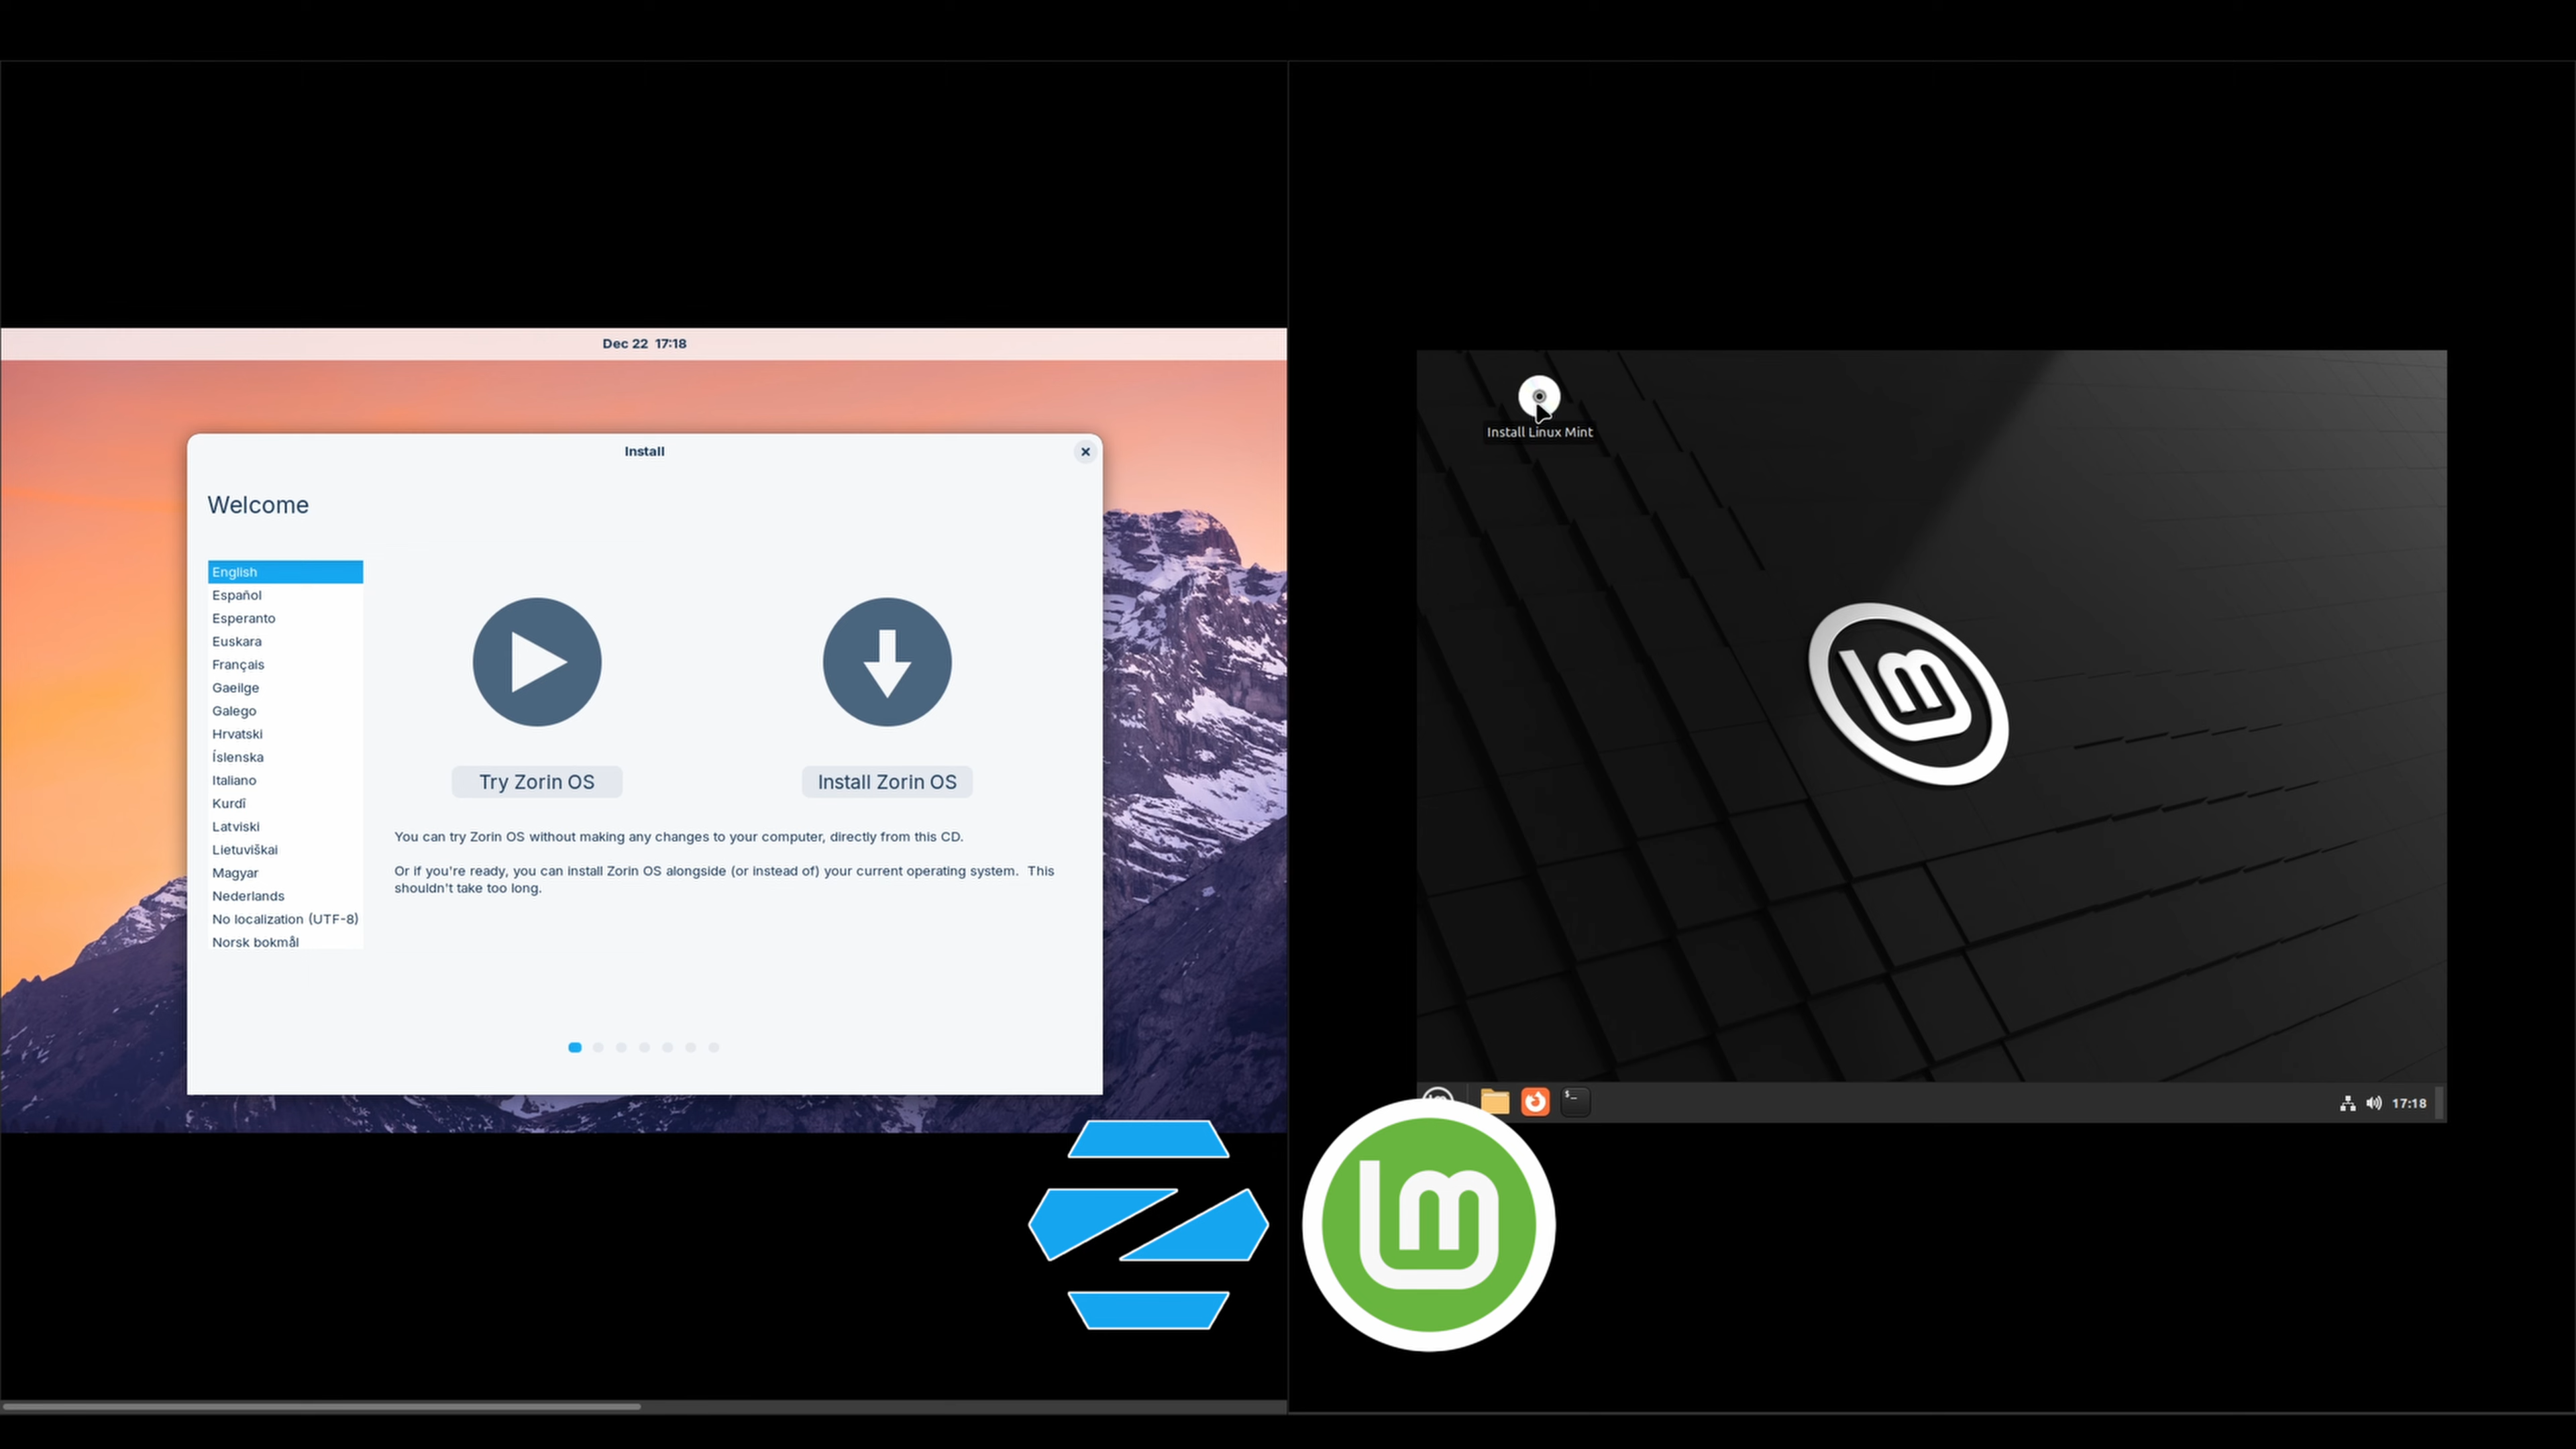 Dec 22 17:18
Install
Welcome
English
Español
Esperanto
Euskara
Français
Gaeilge
Galego
Hrvatski
Íslenska
Italiano
Kurdî
Latviski
Lietuviškai
Magyar
Nederlands
No localization (UTF-8)
Norsk bokmål
Try Zorin OS
Install Zorin OS
You can try Zorin OS without making any changes to your computer, directly from this CD.
Or if you're ready, you can install Zorin OS alongside (or instead of) your current operating system. This
shouldn't take too long.
Install Linux Mint
lm
$_
17:18
lm